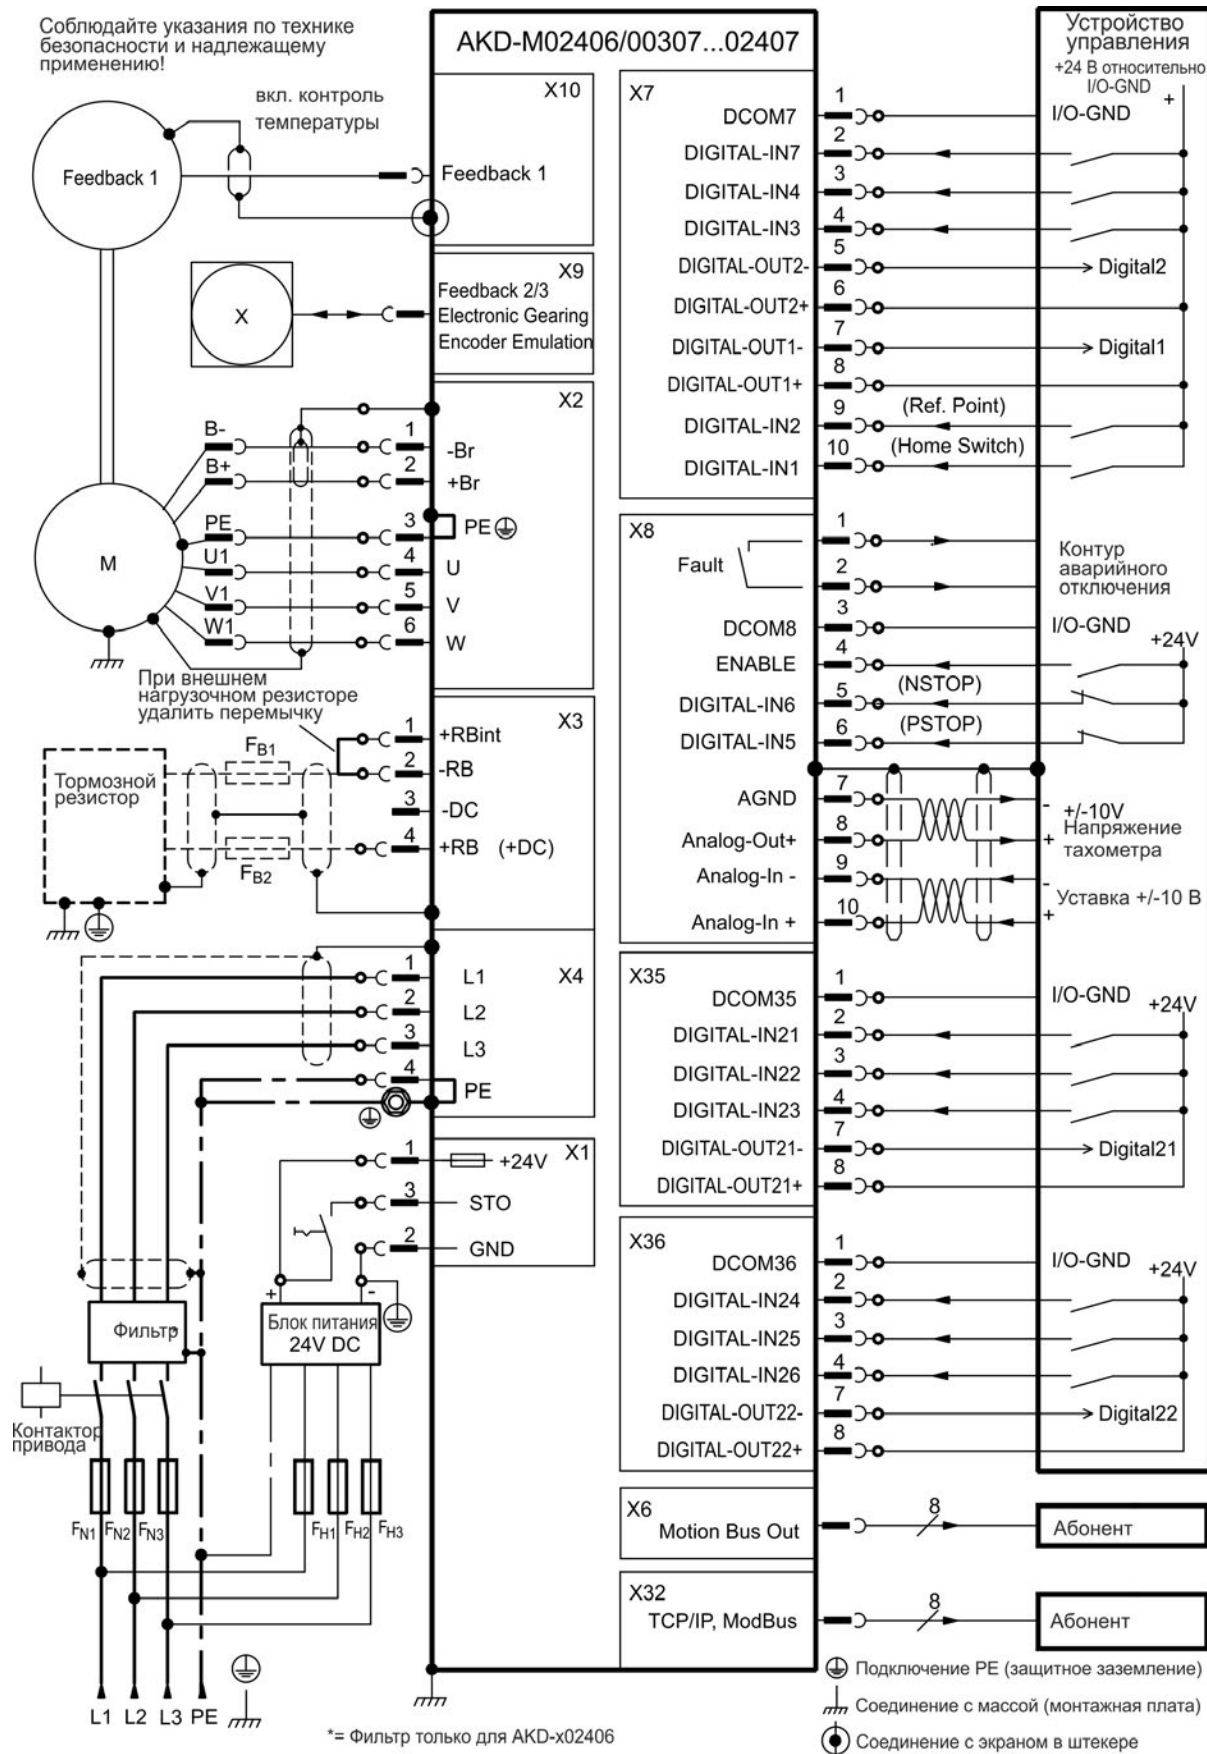 Соблюдайте указания по технике
безопасности и надлежащему
применению!
AKD-M02406/00307...02407
Устройство
управления
+24 В относительно
I/O-GND
+
X10
вкл. контроль
температуры
Feedback 1
Feedback 1
X9
X
Feedback 2/3
Electronic Gearing
Encoder Emulation
X2
B-
1
-Br
B+
2
+Br
PE
3
PE
M
U1
4
U
V1
5
V
W1
6
W
При внешнем
нагрузочном резисторе
удалить перемычку
X3
1
+RBint
FB1
2
-RB
Тормозной
резистор
3
-DC
4
+RB (+DC)
FB2
X4
1
L1
2
L2
3
L3
4
PE
X1
1
+24V
3
STO
2
GND
+
-
Фильтр*
Блок питания
24V DC
Контактор
привода
FN1
FN2
FN3
FH1
FH2
FH3
L1
L2
L3
PE
*= Фильтр только для AKD-x02406
X7
DCOM7
1
I/O-GND
DIGITAL-IN7
2
DIGITAL-IN4
3
DIGITAL-IN3
4
DIGITAL-OUT2-
5
Digital2
DIGITAL-OUT2+
6
DIGITAL-OUT1-
7
Digital1
DIGITAL-OUT1+
8
DIGITAL-IN2
9
(Ref. Point)
DIGITAL-IN1
10
(Home Switch)
X8
Fault
1
2
Контур
аварийного
отключения
DCOM8
3
I/O-GND
+24V
ENABLE
4
DIGITAL-IN6
5
(NSTOP)
DIGITAL-IN5
6
(PSTOP)
AGND
7
-
+/-10V
Analog-Out+
8
+
Напряжение
тахометра
Analog-In -
9
-
Уставка +/-10 В
Analog-In +
10
+
X35
DCOM35
1
I/O-GND
+24V
DIGITAL-IN21
2
DIGITAL-IN22
3
DIGITAL-IN23
4
DIGITAL-OUT21-
7
Digital21
DIGITAL-OUT21+
8
X36
DCOM36
1
I/O-GND
+24V
DIGITAL-IN24
2
DIGITAL-IN25
3
DIGITAL-IN26
4
DIGITAL-OUT22-
7
Digital22
DIGITAL-OUT22+
8
X6
Motion Bus Out
8
Абонент
X32
TCP/IP, ModBus
8
Абонент
Подключение PE (защитное заземление)
Соединение с массой (монтажная плата)
Соединение с экраном в штекере